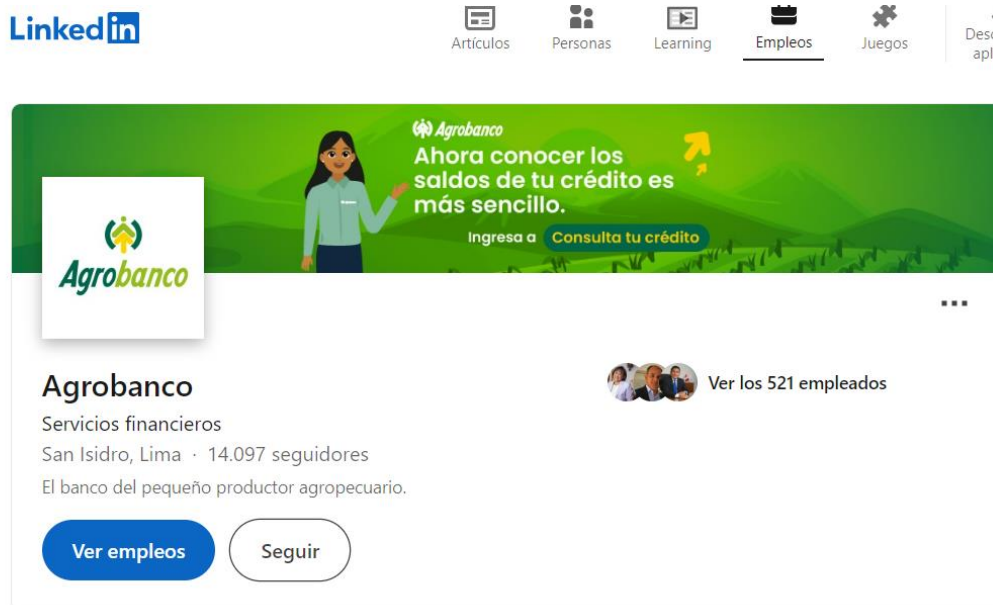 Linked in
Artículos
Personas
Learning
Empleos
Juegos
Agrobanco
Ahora conocer los
saldos de tu crédito es
más sencillo.
Ingresa a Consulta tu crédito
Agrobanco
Agrobanco
Ver los 521 empleados
Servicios financieros
San Isidro, Lima · 14.097 seguidores
El banco del pequeño productor agropecuario.
Ver empleos
Seguir